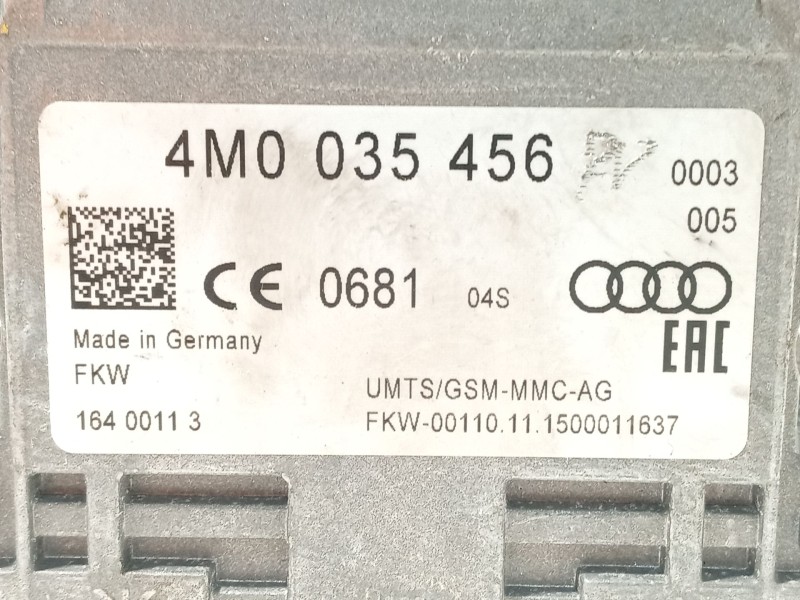 4M0 035 456
0003
005
CE 0681 04S
EAC
Made in Germany
FKW
UMTS/GSM-MMC-AG
164 0011 3
FKW-00110.11.1500011637